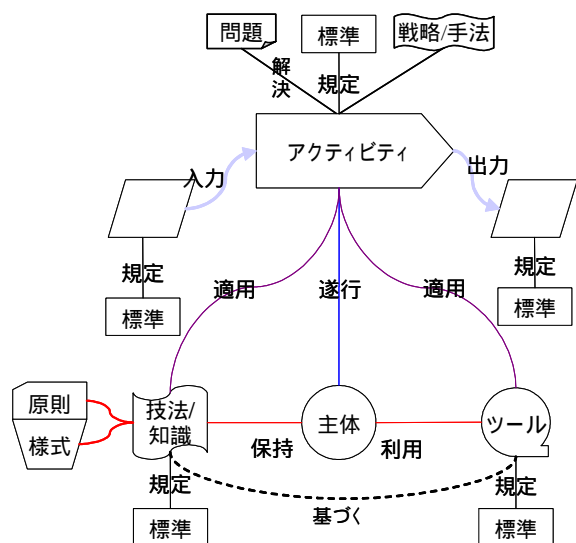 問題
標準
戦略/手法
解
決
規定
アクティビティ
入力
出力
規定
規定
標準
標準
適用
遂行
適用
原則
様式
技法/
知識
主体
ツール
保持
利用
規定
規定
基づく
標準
標準